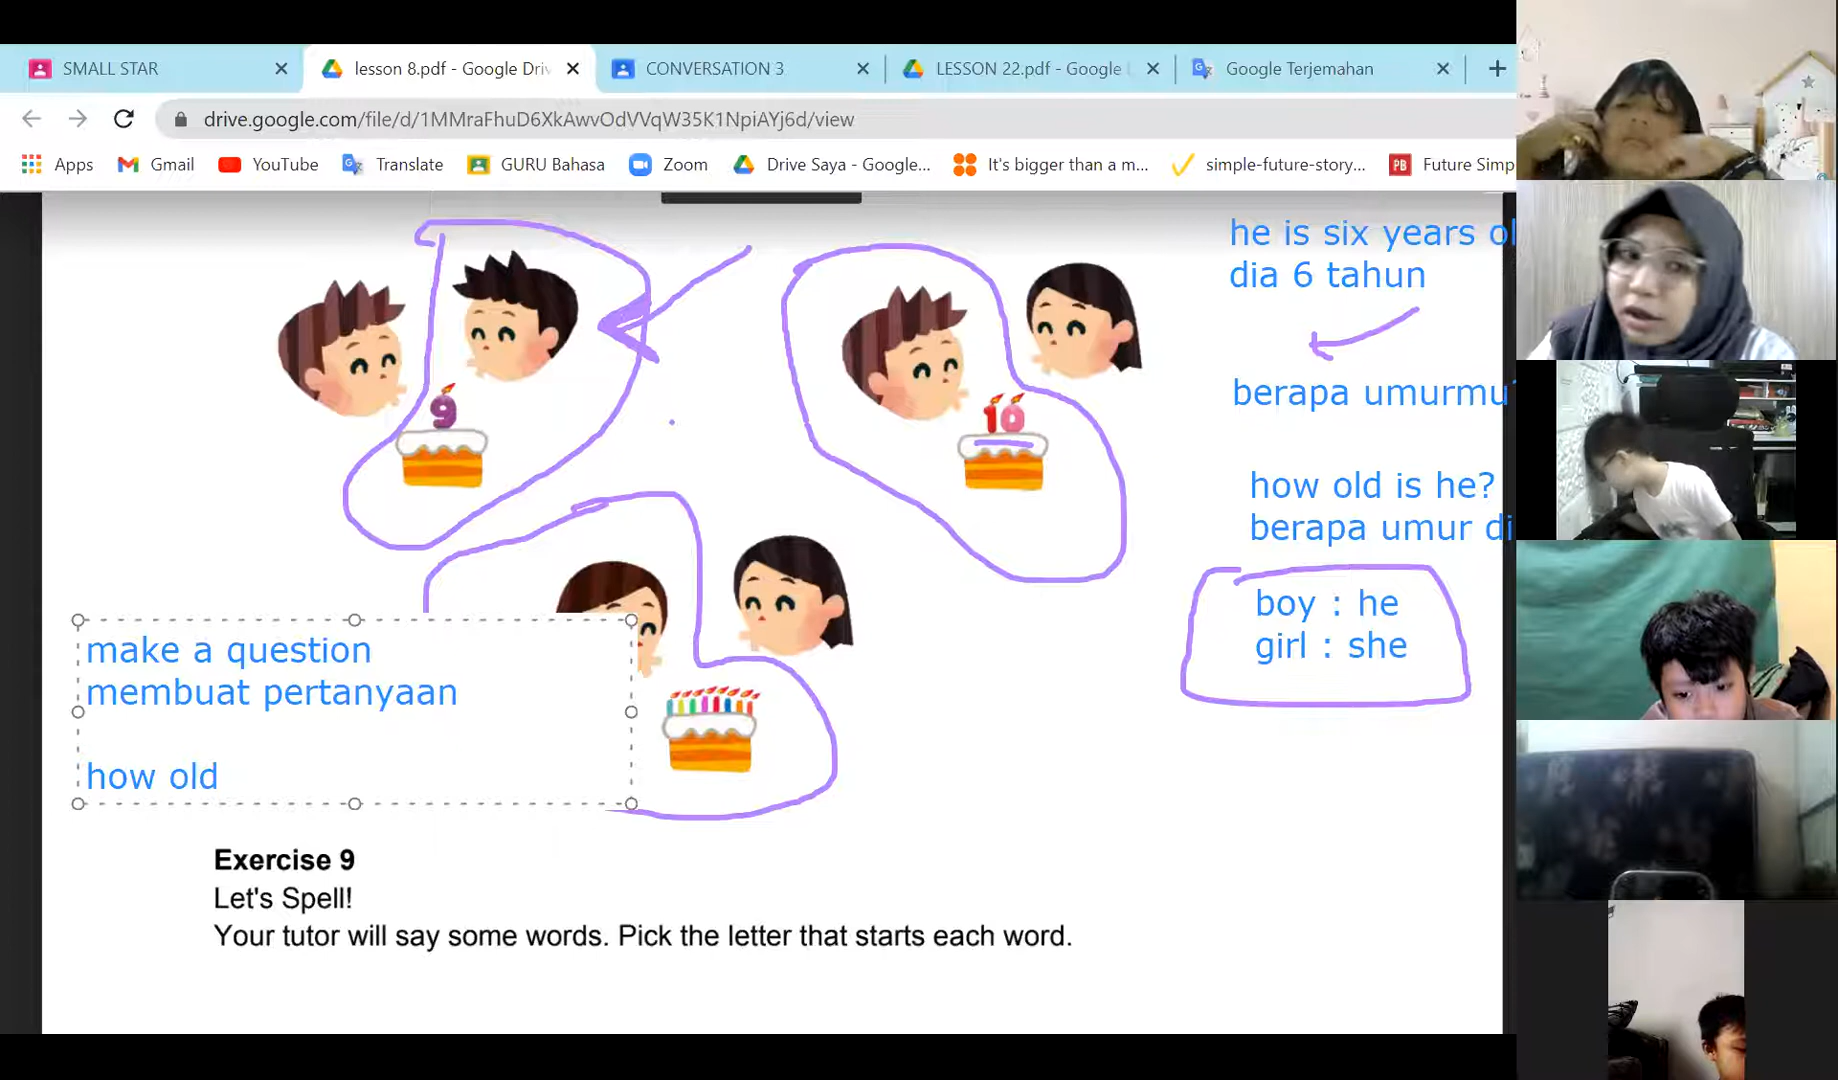 SMALL STAR
lesson 8.pdf - Google Driv
CONVERSATION 3
LESSON 22.pdf - Google
Google Terjemahan
drive.google.com/file/d/1MMraFhuD6XkAwvOdVVqW35K1NpiAYj6d/view
Apps
Gmail
YouTube
Translate
GURU Bahasa
Zoom
Drive Saya - Google...
It's bigger than a m...
simple-future-story...
PB
Future Simp
he is six years ol
dia 6 tahun
9
10
berapa umurmu?
how old is he?
berapa umur di
boy : he
girl : she
make a question
membuat pertanyaan
how old
Exercise 9
Let's Spell!
Your tutor will say some words. Pick the letter that starts each word.